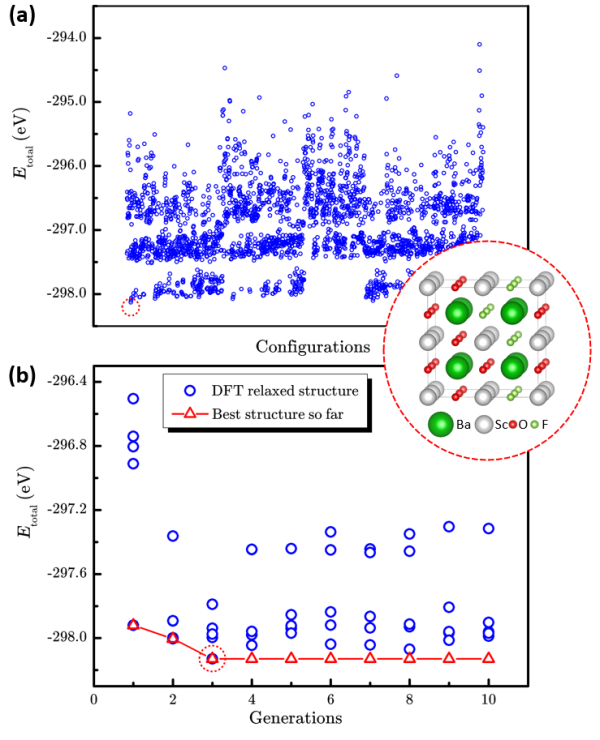 (a)
-294.0
-295.0
-296.0
-297.0
-298.0
E_total (eV)
Configurations
Ba Sc O F
(b)
-296.4
-296.8
-297.2
-297.6
-298.0
E_total (eV)
DFT relaxed structure
Best structure so far
0 2 4 6 8 10
Generations